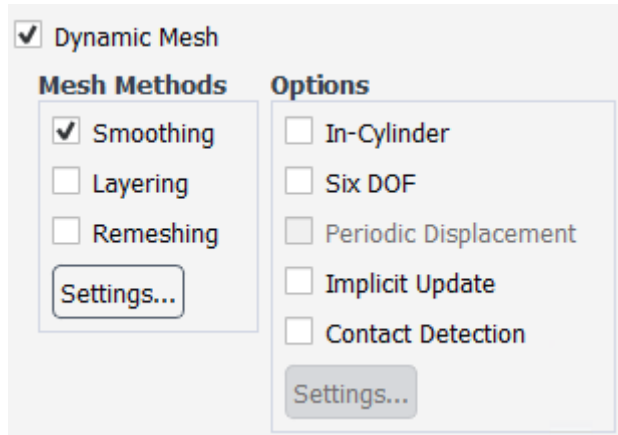 Dynamic Mesh
Mesh Methods
Smoothing
Layering
Remeshing
Settings...
Options
In-Cylinder
Six DOF
Periodic Displacement
Implicit Update
Contact Detection
Settings...